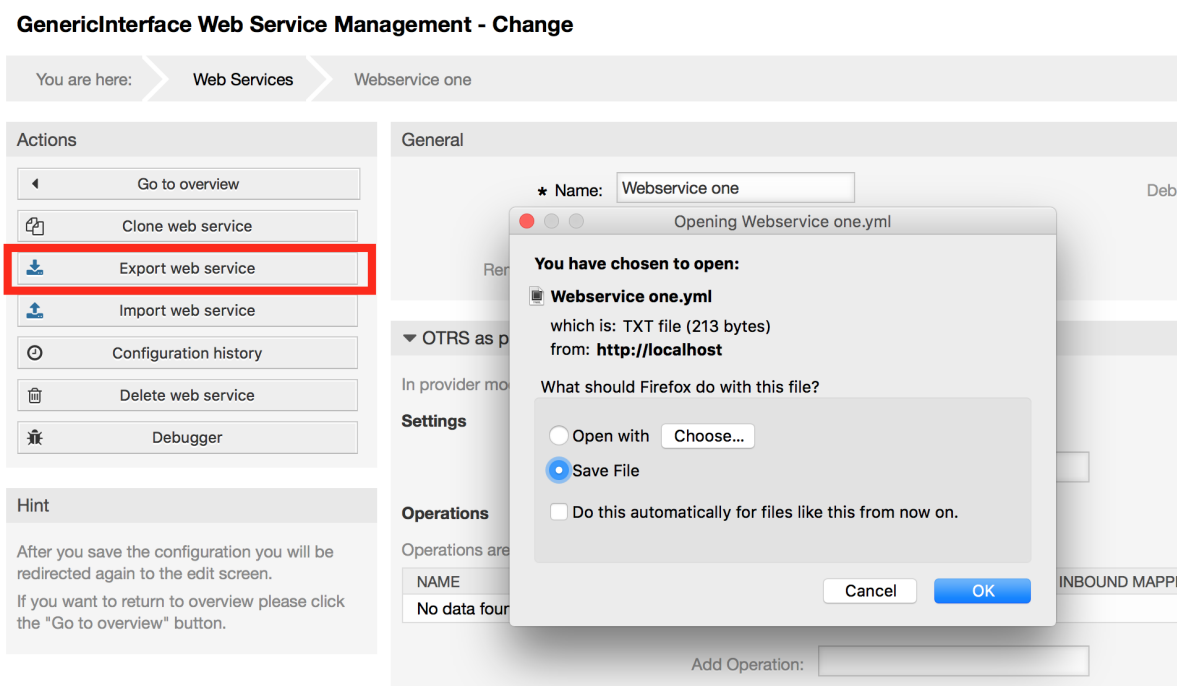 GenericInterface Web Service Management - Change
You are here:
Web Services
Webservice one
Actions
Go to overview
Clone web service
Export web service
Import web service
Configuration history
Delete web service
Debugger
Hint
After you save the configuration you will be
redirected again to the edit screen.
If you want to return to overview please click
the "Go to overview" button.
General
* Name: Webservice one
Deb
Rer
OTRS as p
In provider mo
Settings
Operations
Operations are
NAME
INBOUND MAPP
No data four
Add Operation:
Opening Webservice one.yml
You have chosen to open:
Webservice one.yml
which is: TXT file (213 bytes)
from: http://localhost
What should Firefox do with this file?
Open with Choose...
Save File
Do this automatically for files like this from now on.
Cancel
OK